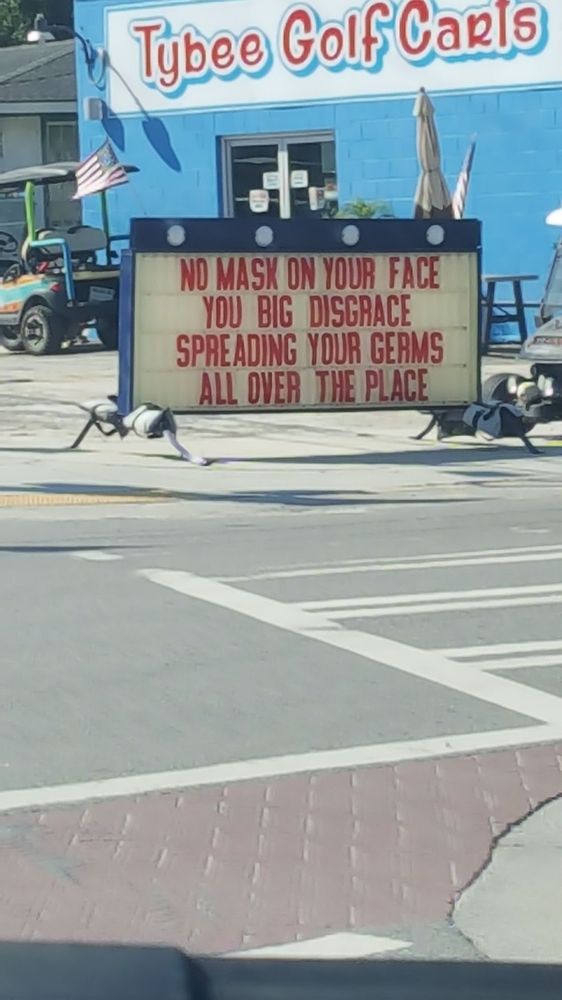 Tybee Golf Carts
NO MASK ON YOUR FACE
YOU BIG DISGRACE
SPREADING YOUR GERMS
ALL OVER THE PLACE